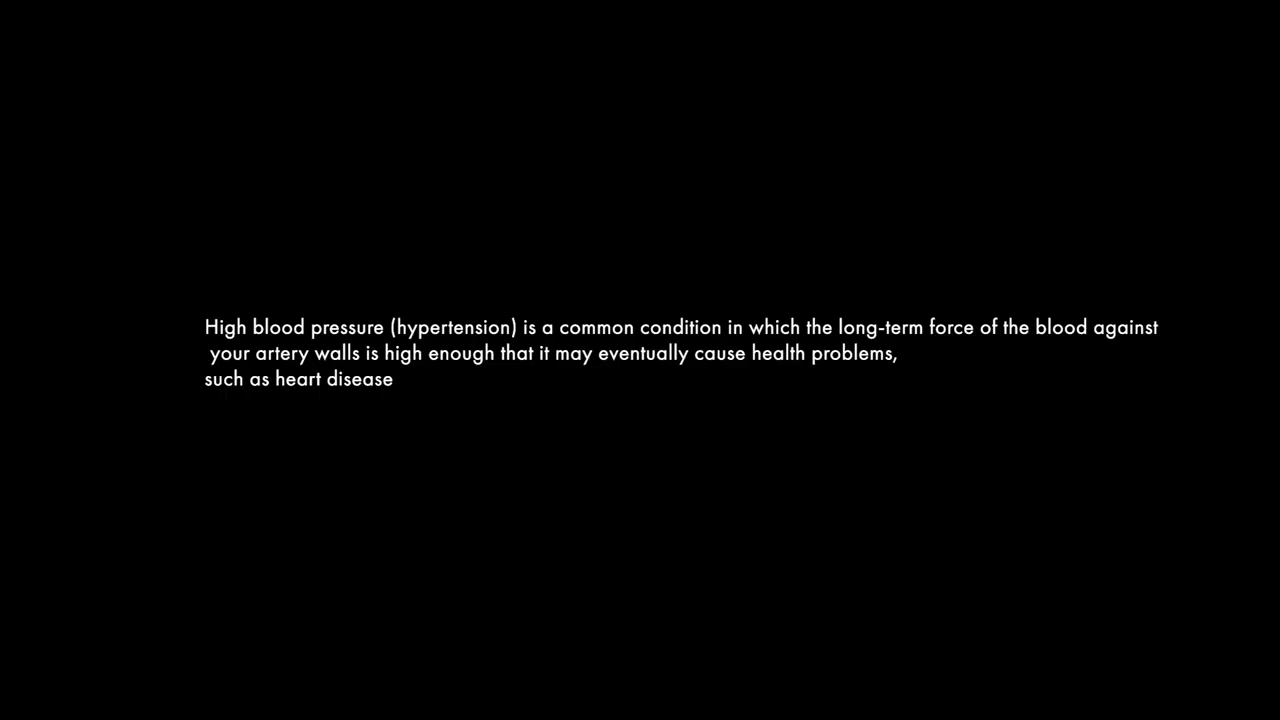 High blood pressure (hypertension) is a common condition in which the long-term force of the blood against
your artery walls is high enough that it may eventually cause health problems,
such as heart disease